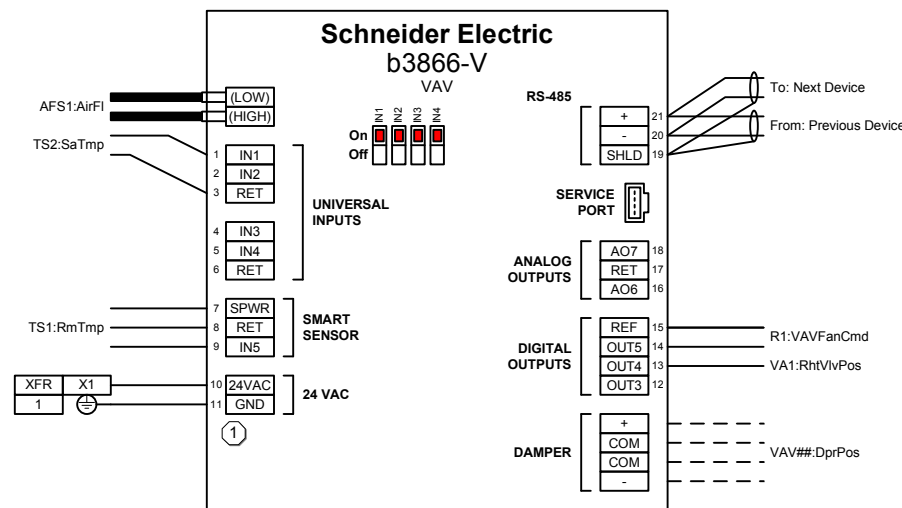 Schneider Electric
b3866-V
VAV
IN1 IN2 IN3 IN4
On
Off
AFS1:AirFl
(LOW)
(HIGH)
TS2:SaTmp
1 IN1
2 IN2
3 RET
4 IN3
5 IN4
6 RET
UNIVERSAL
INPUTS
TS1:RmTmp
7 SPWR
8 RET
9 IN5
SMART
SENSOR
XFR X1
1
10 24VAC
11 GND
24 VAC
1
RS-485
+ 21
- 20
SHLD 19
To: Next Device
From: Previous Device
SERVICE
PORT
ANALOG
OUTPUTS
AO7 18
RET 17
AO6 16
DIGITAL
OUTPUTS
REF 15
OUT5 14
OUT4 13
OUT3 12
R1:VAVFanCmd
VA1:RhtVlvPos
DAMPER
+
COM
COM
-
VAV##:DprPos